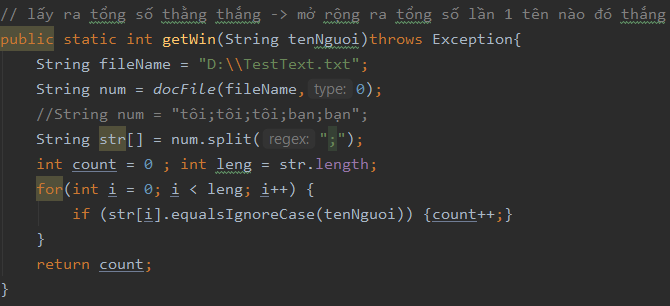 // lấy ra tổng số thằng thắng -> mở rộng ra tổng số lần 1 tên nào đó thắng
public static int getWin(String tenNguoi)throws Exception{
String fileName = "D:\\TestText.txt";
String num = docFile(fileName, type: 0);
//String num = "tôi;tôi;tôi;bạn;bạn";
String str[] = num.split( regex: ";");
int count = 0 ; int leng = str.length;
for(int i = 0; i < leng; i++) {
if (str[i].equalsIgnoreCase(tenNguoi)) {count++;}
}
return count;
}